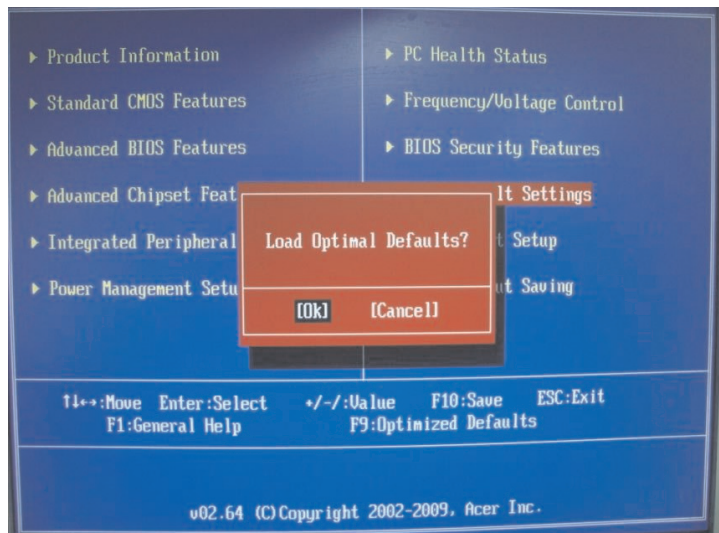 Product Information
PC Health Status
Standard CMOS Features
Frequency/Voltage Control
Advanced BIOS Features
BIOS Security Features
Advanced Chipset Feat
lt Settings
Integrated Peripheral
Load Optimal Defaults?
t Setup
Power Management Setu
ut Saving
[Ok] [Cancel]
↑↓↔:Move Enter:Select +/-/:Value F10:Save ESC:Exit
F1:General Help F9:Optimized Defaults
v02.64 (C)Copyright 2002-2009, Acer Inc.